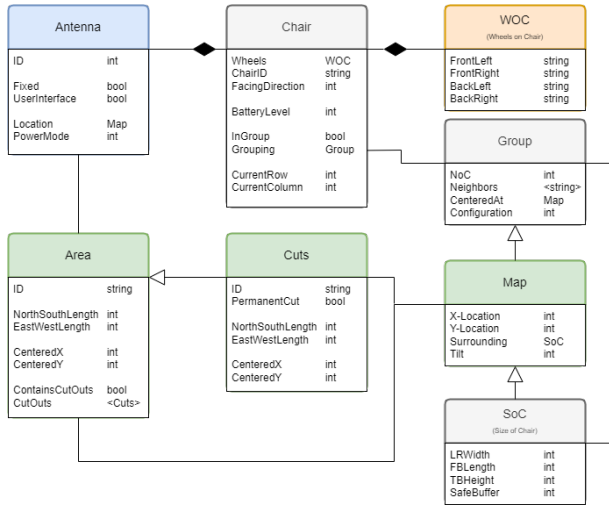 Antenna
ID int
Fixed bool
UserInterface bool
Location Map
PowerMode int
Chair
Wheels WOC
ChairID string
FacingDirection int
BatteryLevel int
InGroup bool
Grouping Group
CurrentRow int
CurrentColumn int
WOC
(Wheels on Chair)
FrontLeft string
FrontRight string
BackLeft string
BackRight string
Group
NoC int
Neighbors <string>
CenteredAt Map
Configuration int
Area
ID string
NorthSouthLength int
EastWestLength int
CenteredX int
CenteredY int
ContainsCutOuts bool
CutOuts <Cuts>
Cuts
ID string
PermanentCut bool
NorthSouthLength int
EastWestLength int
CenteredX int
CenteredY int
Map
X-Location int
Y-Location int
Surrounding SoC
Tilt int
SoC
(Size of Chair)
LRWidth int
FBLength int
TBHeight int
SafeBuffer int